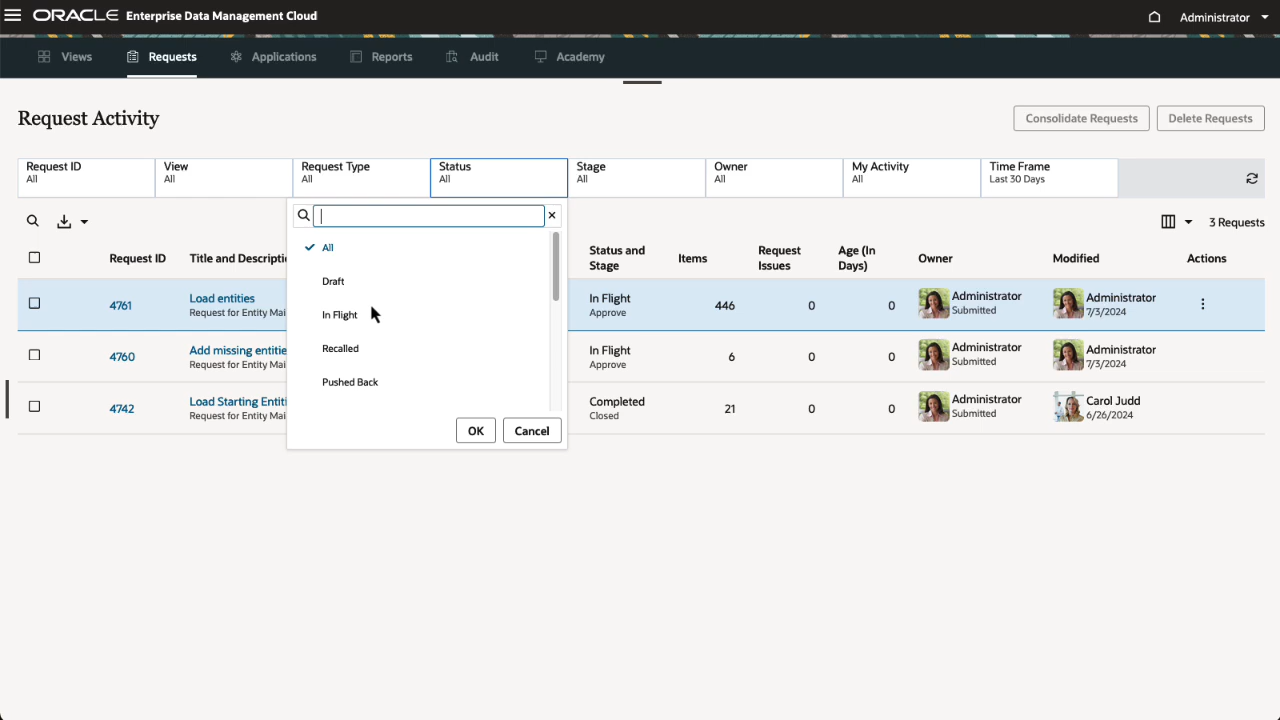 ORACLE Enterprise Data Management Cloud
Administrator
Views
Requests
Applications
Reports
Audit
Academy
Request Activity
Consolidate Requests
Delete Requests
Request ID
All
View
All
Request Type
All
Status
All
Stage
All
Owner
All
My Activity
All
Time Frame
Last 30 Days
3 Requests
All
Draft
In Flight
Recalled
Pushed Back
OK
Cancel
Request ID
Title and Descripti
Status and
Stage
Items
Request
Issues
Age (In
Days)
Owner
Modified
Actions
4761
Load entities
Request for Entity Mai
In Flight
Approve
446
0
0
Administrator
Submitted
Administrator
7/3/2024
4760
Add missing entitie
Request for Entity Mai
In Flight
Approve
6
0
0
Administrator
Submitted
Administrator
7/3/2024
4742
Load Starting Entiti
Request for Entity Mai
Completed
Closed
21
0
0
Administrator
Submitted
Carol Judd
6/26/2024